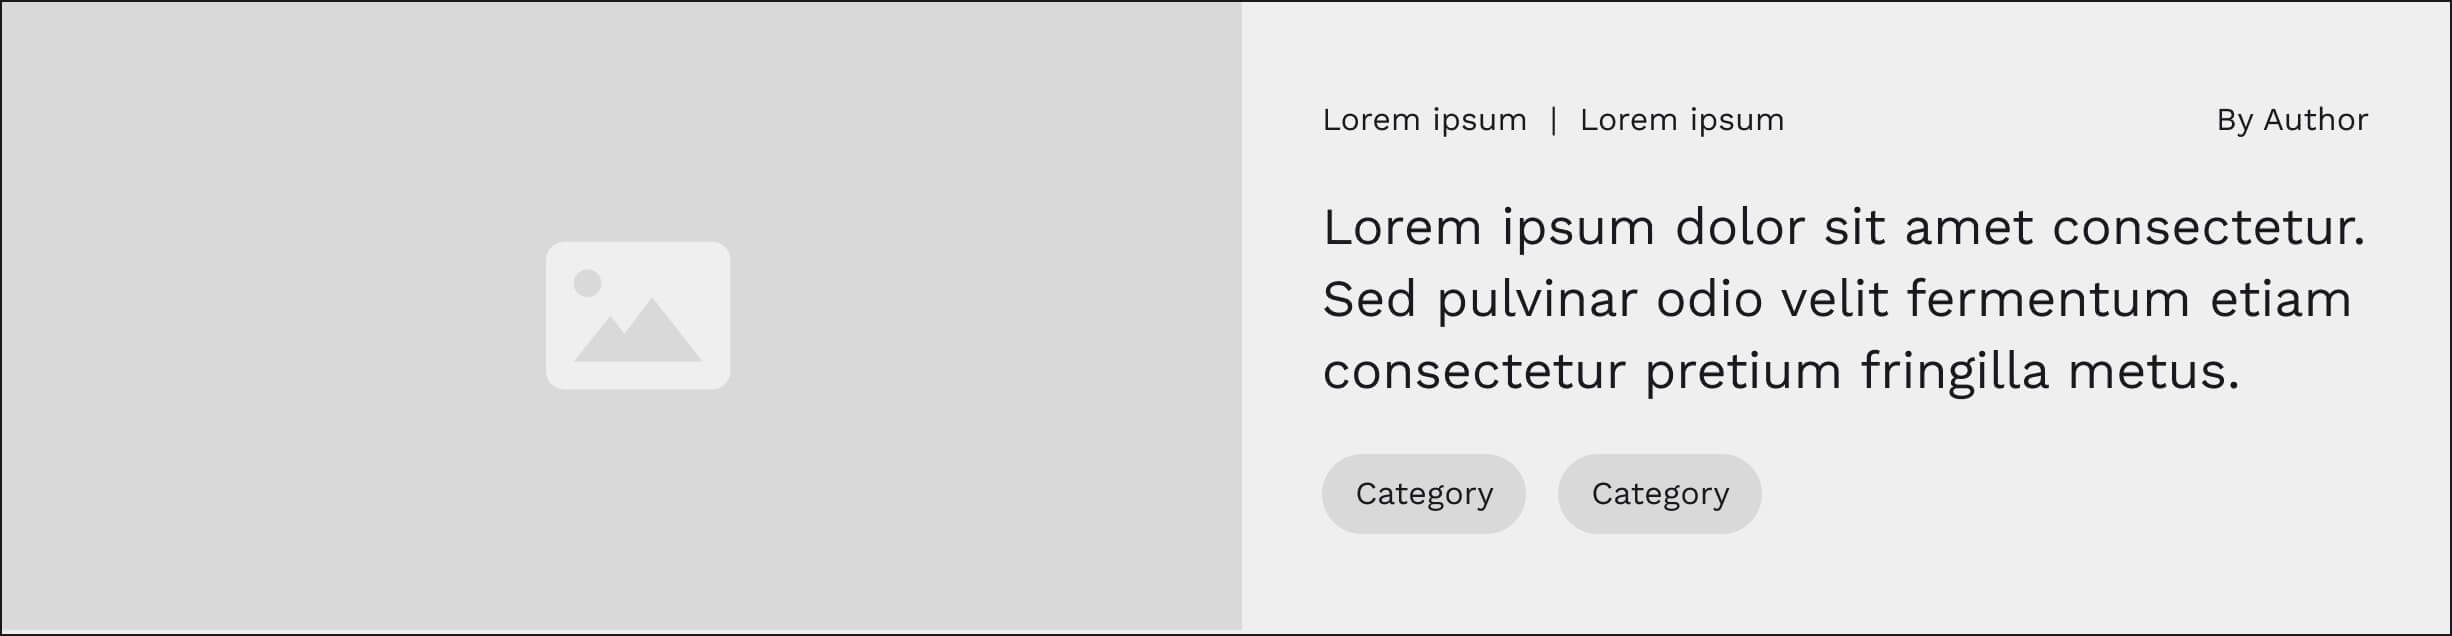 Lorem ipsum | Lorem ipsum By Author
Lorem ipsum dolor sit amet consectetur.
Sed pulvinar odio velit fermentum etiam
consectetur pretium fringilla metus.
Category Category